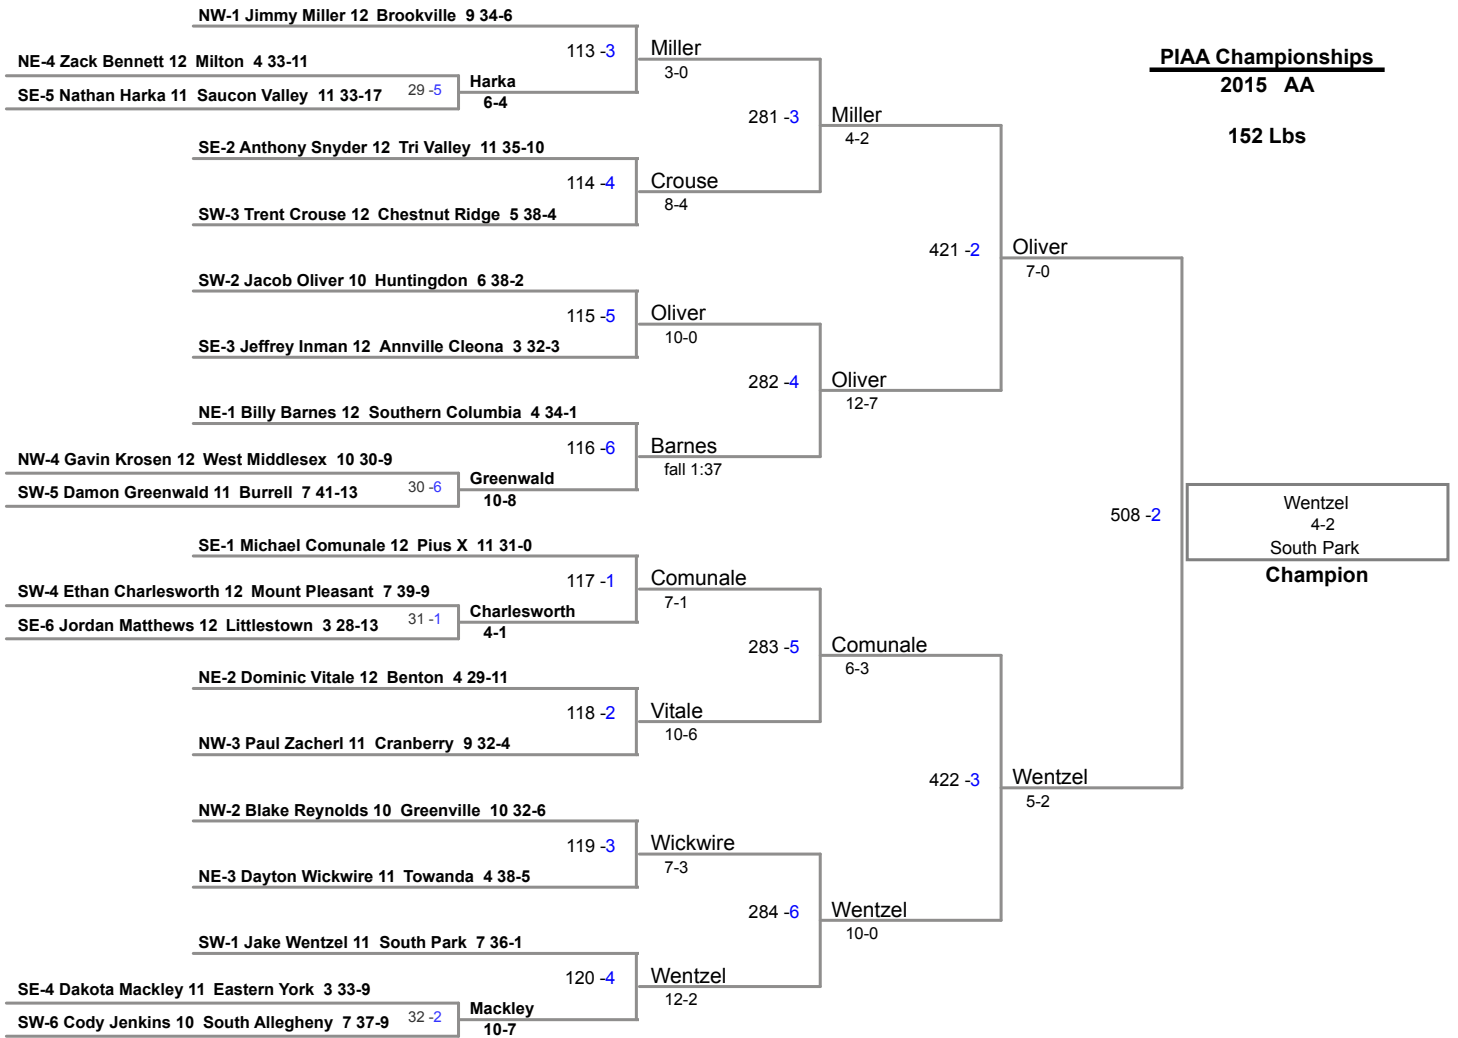 NW-1 Jimmy Miller 12 Brookville 9 34-6
PIAA Championships
2015 AA
152 Lbs
113 -3
Miller
3-0
NE-4 Zack Bennett 12 Milton 4 33-11
SE-5 Nathan Harka 11 Saucon Valley 11 33-17
29 -5
Harka
6-4
281 -3
Miller
4-2
SE-2 Anthony Snyder 12 Tri Valley 11 35-10
114 -4
Crouse
8-4
SW-3 Trent Crouse 12 Chestnut Ridge 5 38-4
421 -2
Oliver
7-0
SW-2 Jacob Oliver 10 Huntingdon 6 38-2
115 -5
Oliver
10-0
SE-3 Jeffrey Inman 12 Annville Cleona 3 32-3
282 -4
Oliver
12-7
NE-1 Billy Barnes 12 Southern Columbia 4 34-1
116 -6
Barnes
fall 1:37
NW-4 Gavin Krosen 12 West Middlesex 10 30-9
SW-5 Damon Greenwald 11 Burrell 7 41-13
30 -6
Greenwald
10-8
508 -2
Wentzel
4-2
South Park
Champion
SE-1 Michael Comunale 12 Pius X 11 31-0
117 -1
Comunale
7-1
SW-4 Ethan Charlesworth 12 Mount Pleasant 7 39-9
SE-6 Jordan Matthews 12 Littlestown 3 28-13
31 -1
Charlesworth
4-1
283 -5
Comunale
6-3
NE-2 Dominic Vitale 12 Benton 4 29-11
118 -2
Vitale
10-6
NW-3 Paul Zacherl 11 Cranberry 9 32-4
422 -3
Wentzel
5-2
NW-2 Blake Reynolds 10 Greenville 10 32-6
119 -3
Wickwire
7-3
NE-3 Dayton Wickwire 11 Towanda 4 38-5
284 -6
Wentzel
10-0
SW-1 Jake Wentzel 11 South Park 7 36-1
120 -4
Wentzel
12-2
SE-4 Dakota Mackley 11 Eastern York 3 33-9
SW-6 Cody Jenkins 10 South Allegheny 7 37-9
32 -2
Mackley
10-7